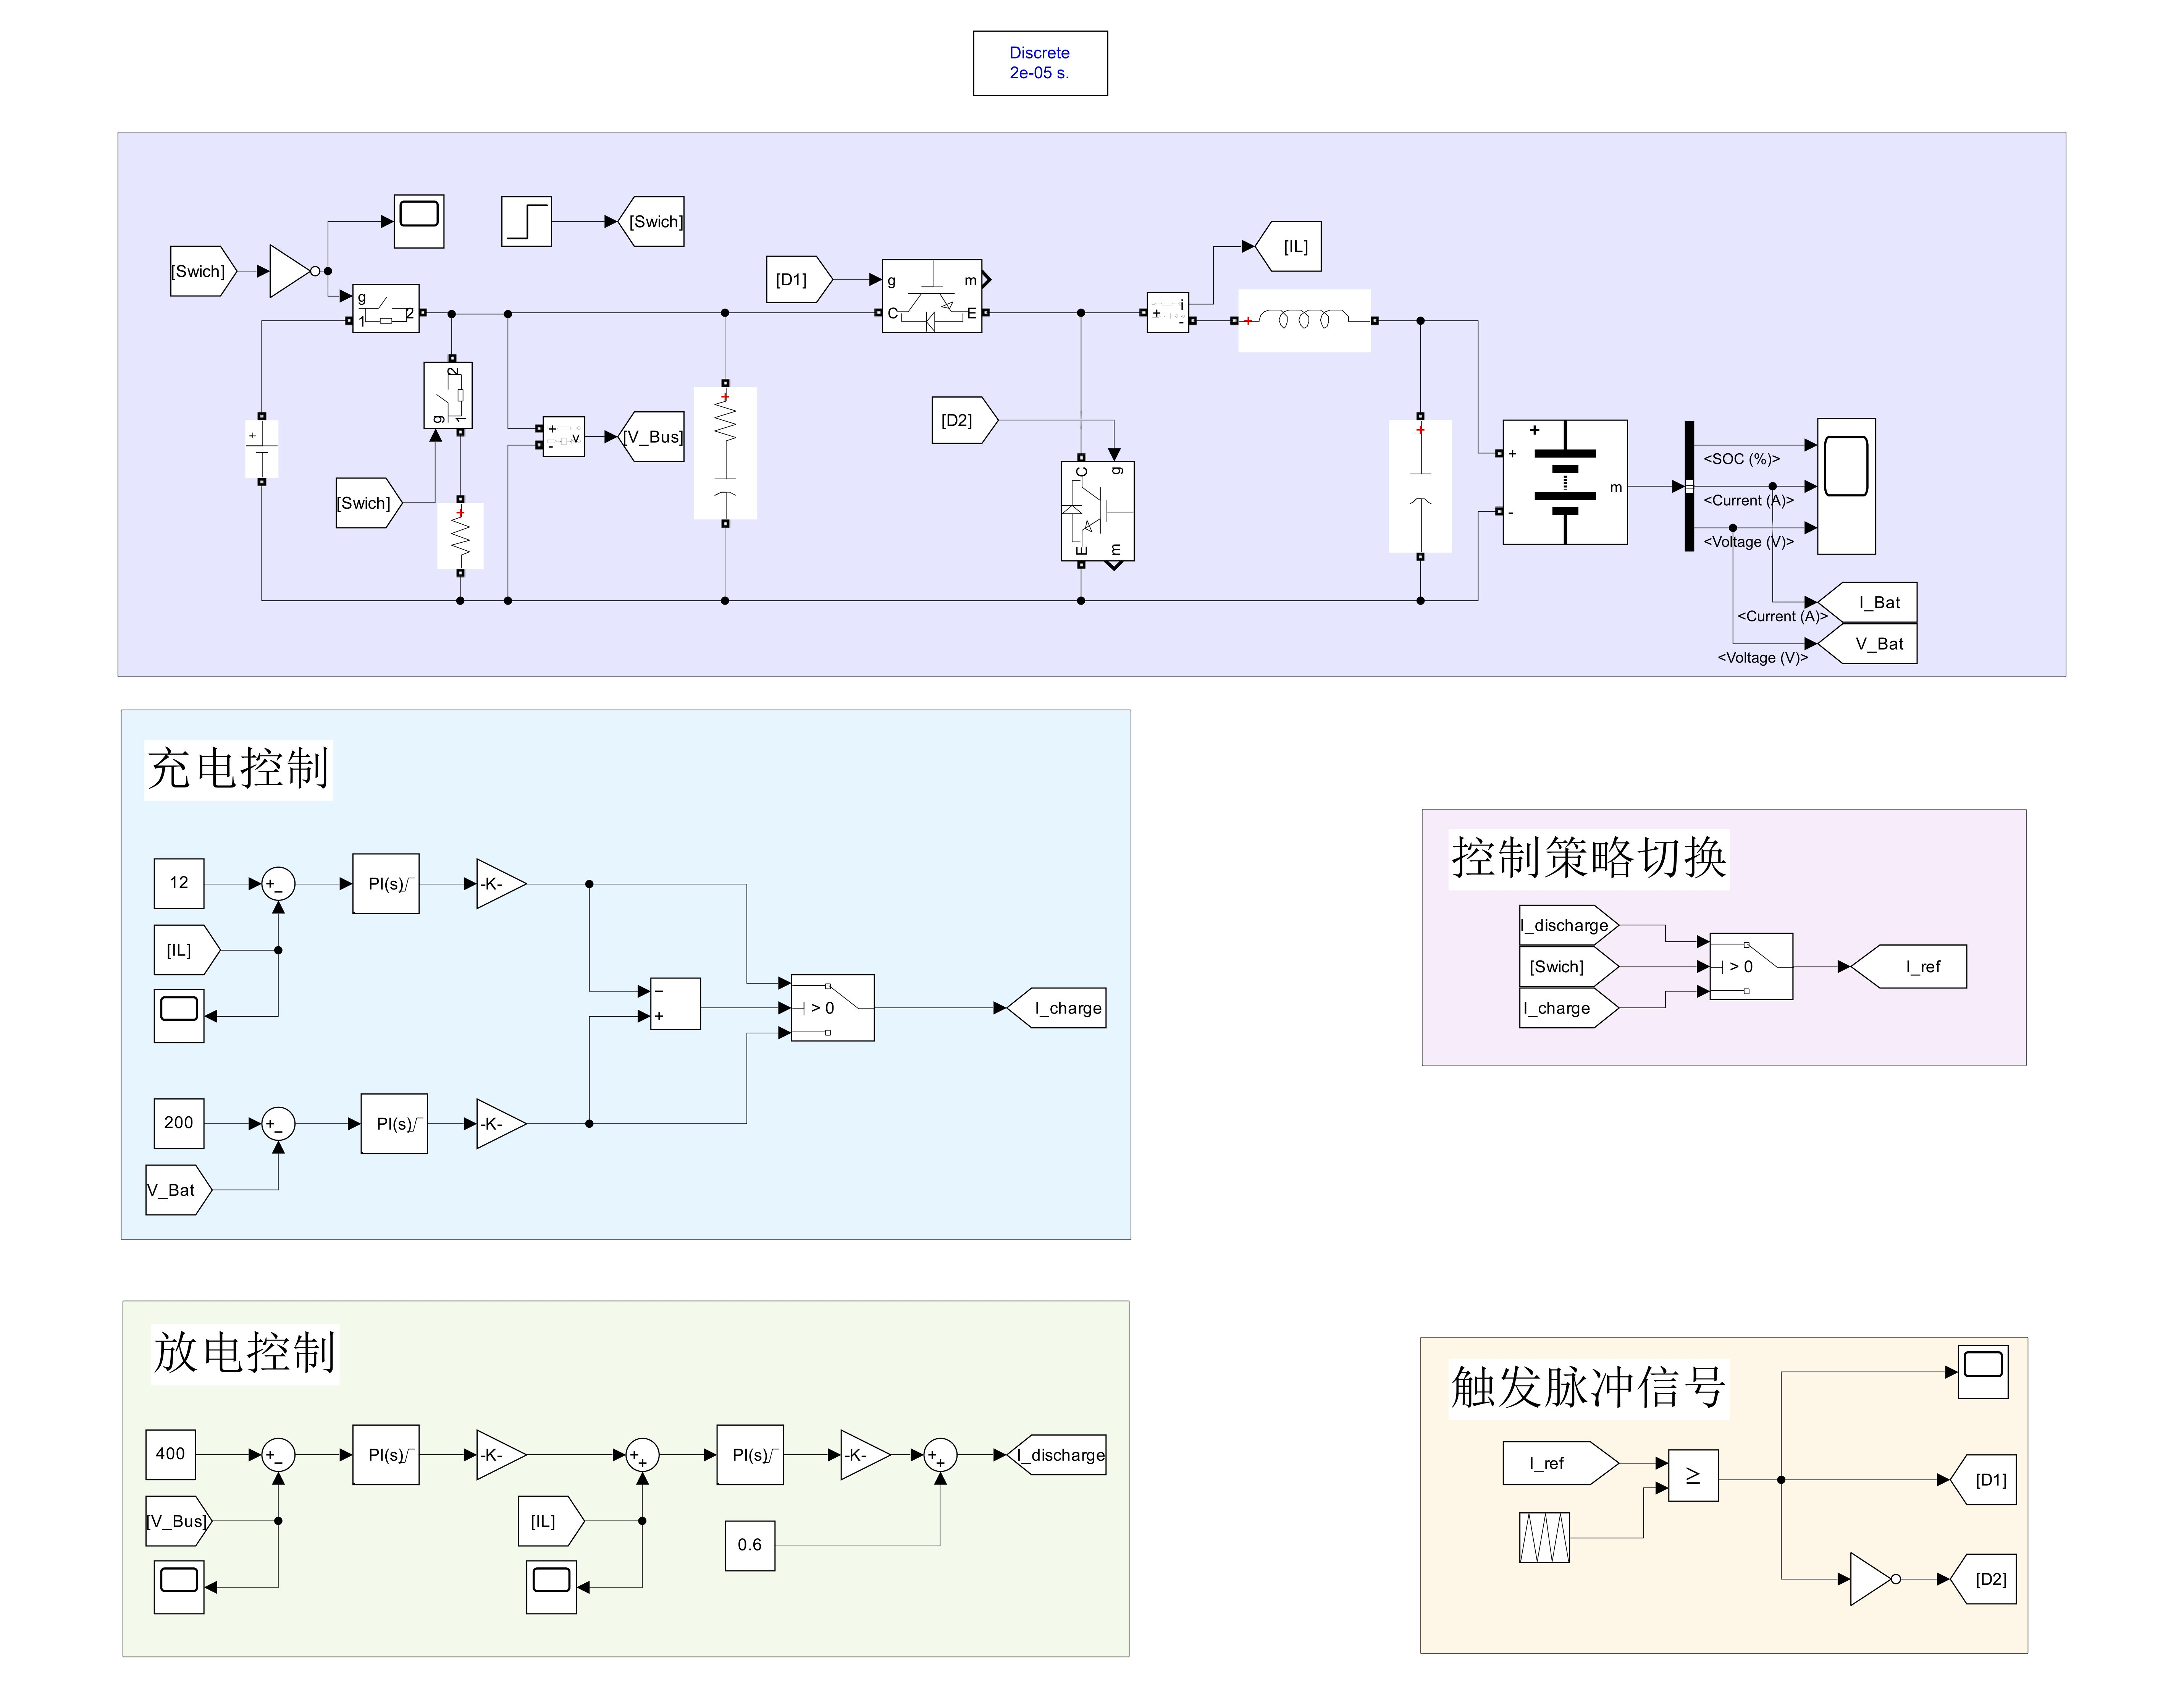 Discrete
2e-05 s.
[Swich]
[Swich]
g
1
2
[D1]
g
m
C
E
[IL]
+
i
-
+
2
g
1
[Swich]
+
-
v
[V_Bus]
+
[D2]
C
g
E
m
+
+
+
+
-
m
<SOC (%)>
<Current (A)>
<Voltage (V)>
I_Bat
<Current (A)>
V_Bat
<Voltage (V)>
+
充电控制
12
+
−
PI(s)
-K-
[IL]
−
+
> 0
I_charge
200
+
−
PI(s)
-K-
V_Bat
控制策略切换
I_discharge
[Swich]
> 0
I_ref
I_charge
放电控制
400
+
−
PI(s)
-K-
+
+
PI(s)
-K-
+
+
I_discharge
[V_Bus]
[IL]
0.6
触发脉冲信号
I_ref
≥
[D1]
[D2]